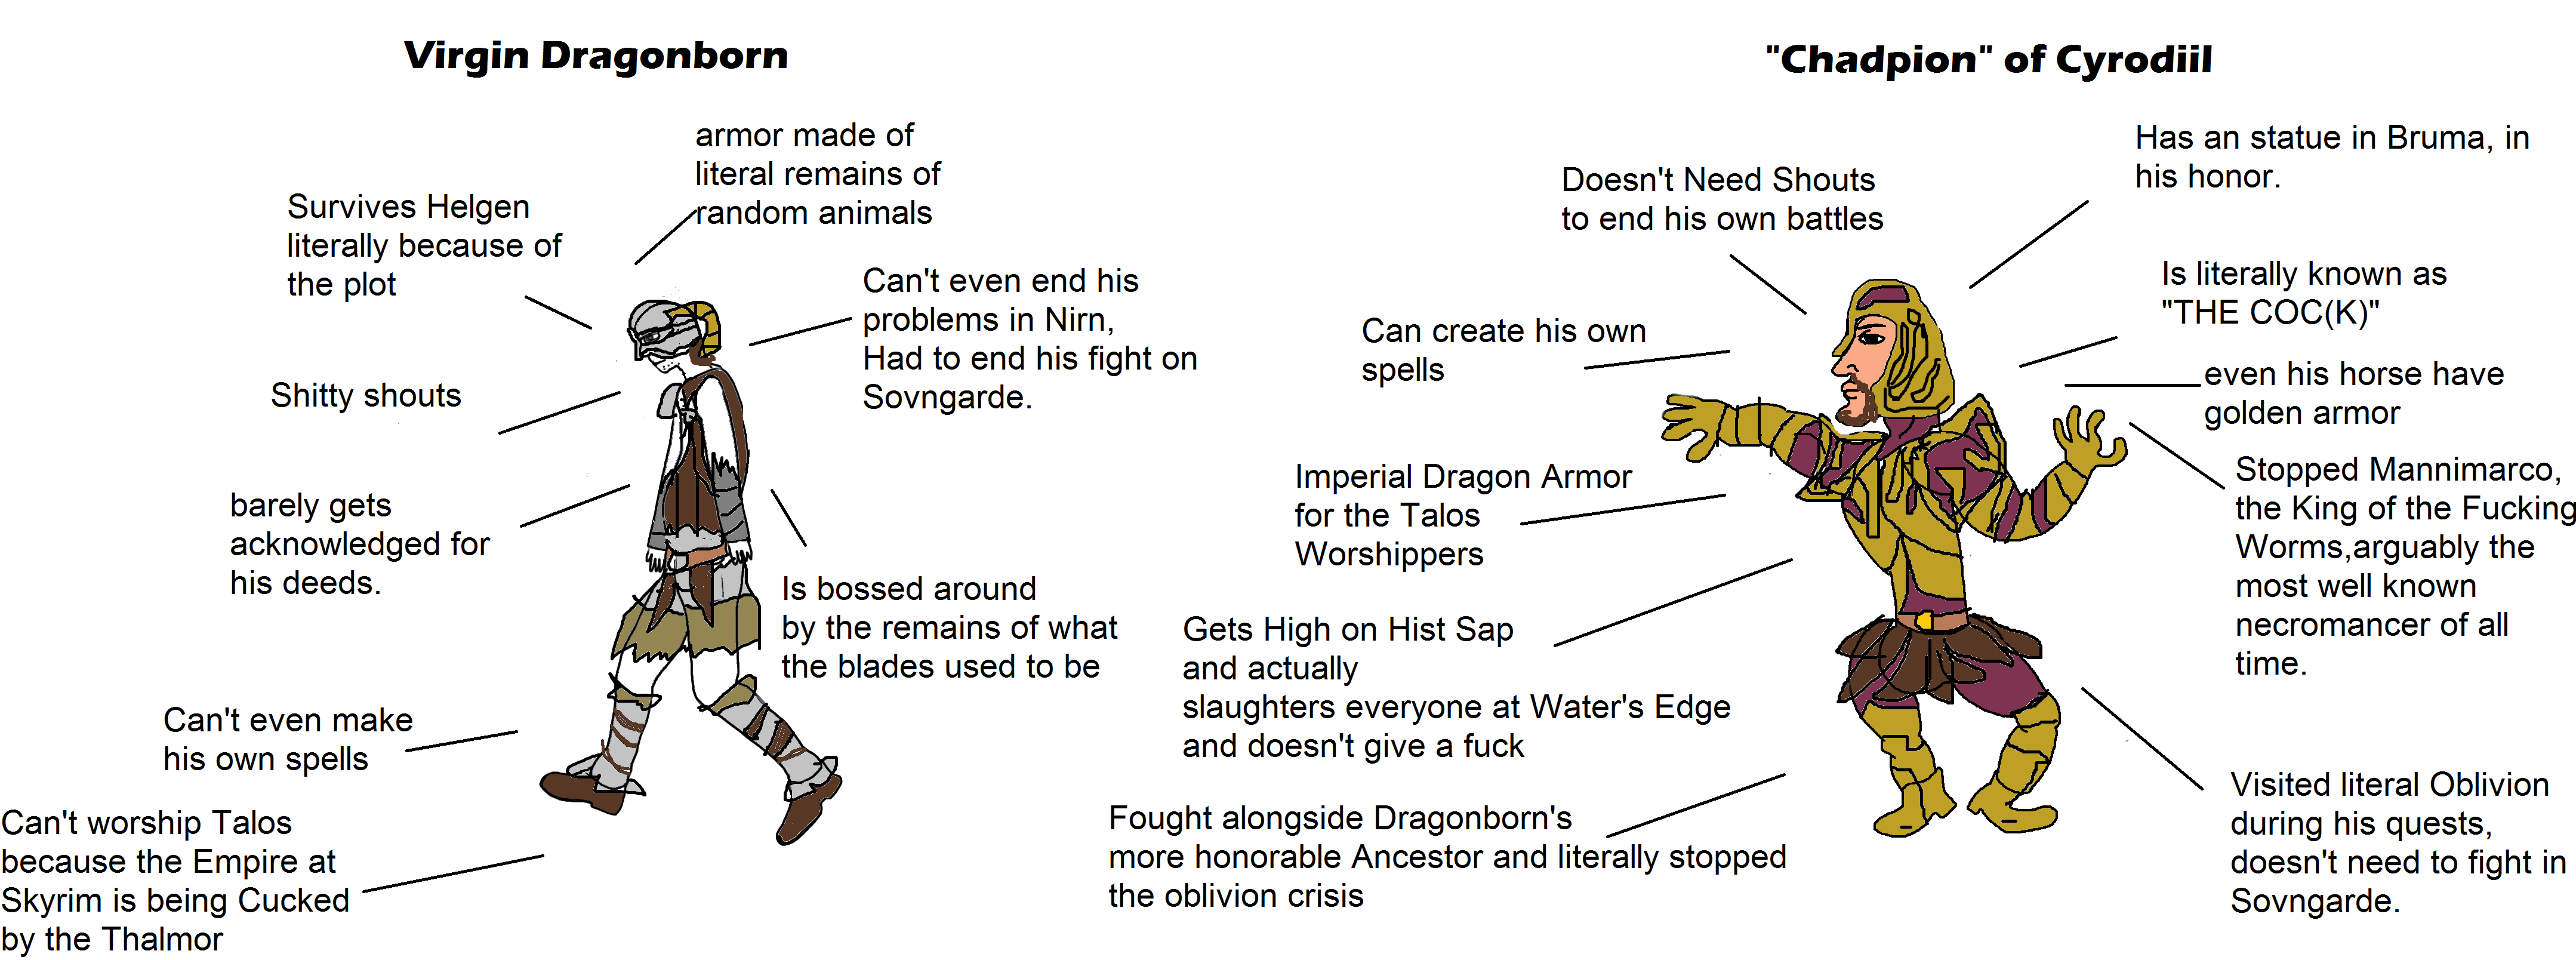 Virgin Dragonborn
armor made of
literal remains of
random animals
Survives Helgen
literally because of
the plot
Can't even end his
problems in Nirn,
Had to end his fight on
Sovngarde.
Shitty shouts
barely gets
acknowledged for
his deeds.
Is bossed around
by the remains of what
the blades used to be
Can't even make
his own spells
Can't worship Talos
because the Empire at
Skyrim is being Cucked
by the Thalmor
"Chadpion" of Cyrodiil
Has an statue in Bruma, in
his honor.
Doesn't Need Shouts
to end his own battles
Is literally known as
"THE COC(K)"
Can create his own
spells
even his horse have
golden armor
Imperial Dragon Armor
for the Talos
Worshippers
Stopped Mannimarco,
the King of the Fucking
Worms,arguably the
most well known
necromancer of all
time.
Gets High on Hist Sap
and actually
slaughters everyone at Water's Edge
and doesn't give a fuck
Visited literal Oblivion
during his quests,
doesn't need to fight in
Sovngarde.
Fought alongside Dragonborn's
more honorable Ancestor and literally stopped
the oblivion crisis